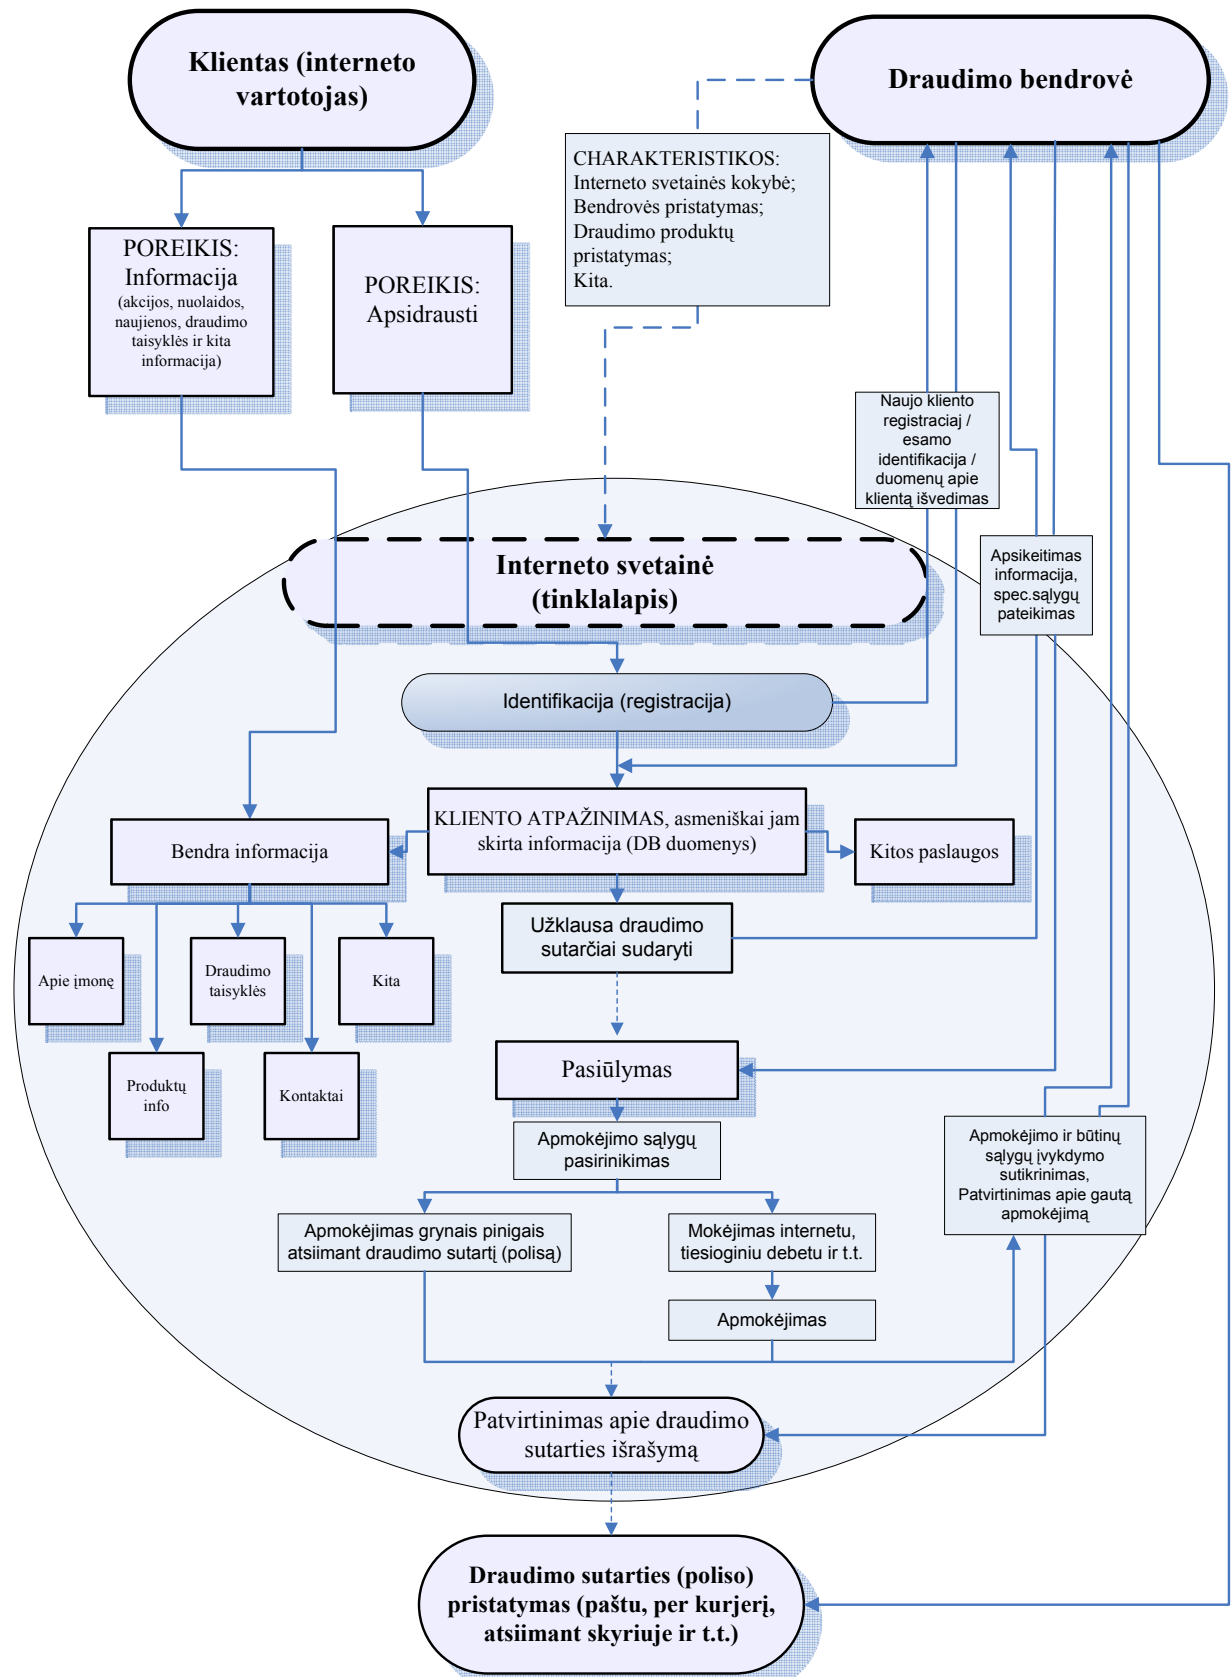 Klientas (interneto
vartotojas)
Draudimo bendrovė
CHARAKTERISTIKOS:
Interneto svetainės kokybė;
Bendrovės pristatymas;
Draudimo produktų
pristatymas;
Kita.
POREIKIS:
Informacija
(akcijos, nuolaidos,
naujienos, draudimo
taisyklės ir kita
informacija)
POREIKIS:
Apsidrausti
Naujo kliento
registraciaj /
esamo
identifikacija /
duomenų apie
klientą išvedimas
Apsikeitimas
informacija,
spec.sąlygų
pateikimas
Interneto svetainė
(tinklalapis)
Identifikacija (registracija)
KLIENTO ATPAŽINIMAS, asmeniškai jam
skirta informacija (DB duomenys)
Bendra informacija
Kitos paslaugos
Užklausa draudimo
sutarčiai sudaryti
Apie įmonę
Draudimo
taisyklės
Kita
Produktų
info
Kontaktai
Pasiūlymas
Apmokėjimo sąlygų
pasirinikimas
Apmokėjimo ir būtinų
sąlygų įvykdymo
sutikrinimas,
Patvirtinimas apie gautą
apmokėjimą
Apmokėjimas grynais pinigais
atsiimant draudimo sutartį (polisą)
Mokėjimas internetu,
tiesioginiu debetu ir t.t.
Apmokėjimas
Patvirtinimas apie draudimo
sutarties išrašymą
Draudimo sutarties (poliso)
pristatymas (paštu, per kurjerį,
atsiimant skyriuje ir t.t.)